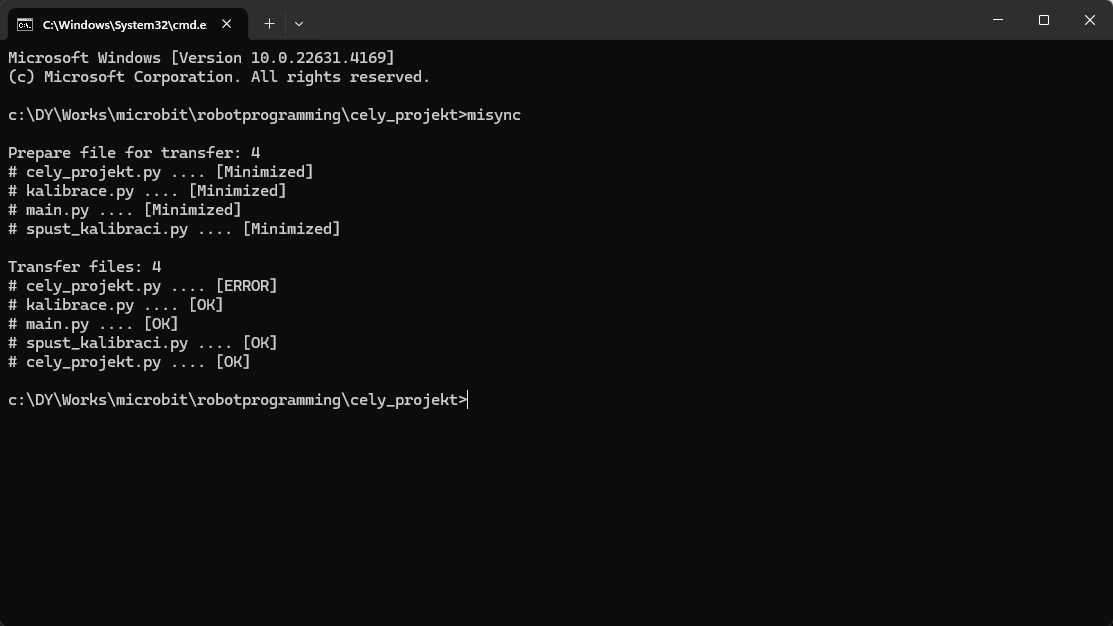 C:\Windows\System32\cmd.e
Microsoft Windows [Version 10.0.22631.4169]
(c) Microsoft Corporation. All rights reserved.
c:\DY\Works\microbit\robotprogramming\cely_projekt>misync
Prepare file for transfer: 4
# cely_projekt.py .... [Minimized]
# kalibrace.py .... [Minimized]
# main.py .... [Minimized]
# spust_kalibraci.py .... [Minimized]
Transfer files: 4
# cely_projekt.py .... [ERROR]
# kalibrace.py .... [OK]
# main.py .... [OK]
# spust_kalibraci.py .... [OK]
# cely_projekt.py .... [OK]
c:\DY\Works\microbit\robotprogramming\cely_projekt>